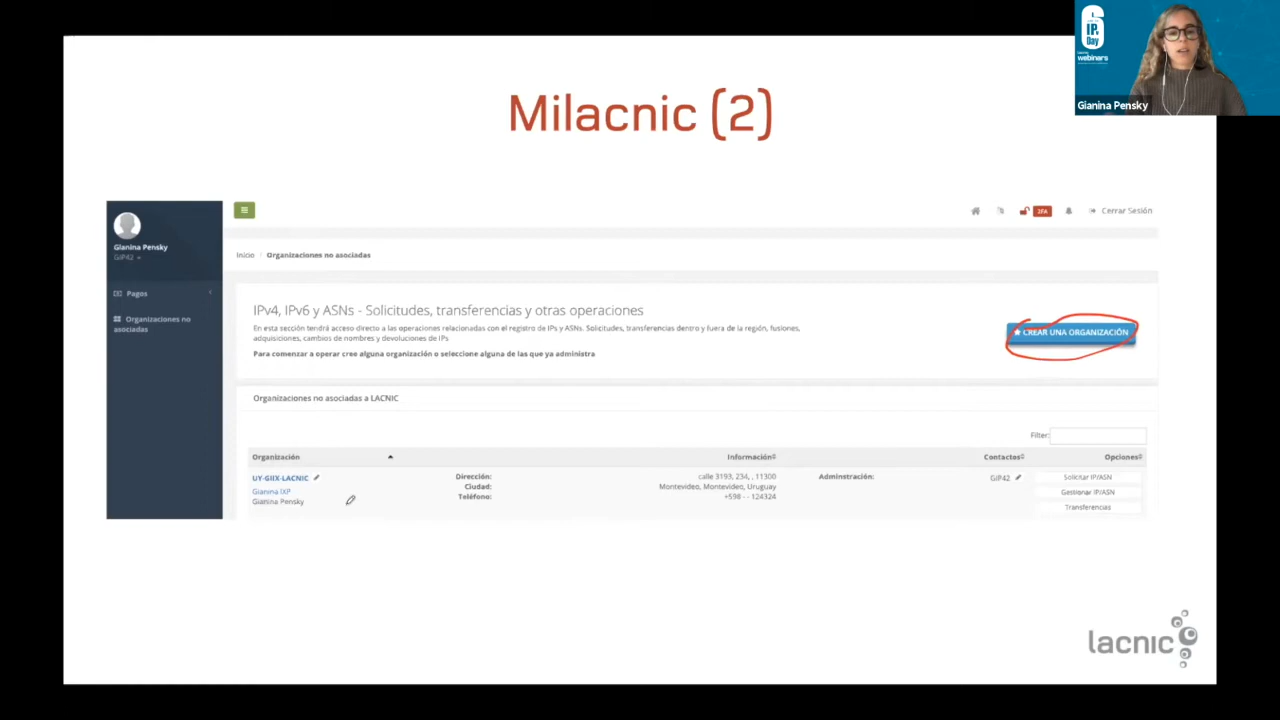 Milacnic (2)
6
IPv6
Day
webinars
Gianina Pensky
Gianina Pensky
GIP42
Pagos
Organizaciones no
asociadas
2FA
Cerrar Sesión
Inicio / Organizaciones no asociadas
IPv4, IPv6 y ASNs - Solicitudes, transferencias y otras operaciones
En esta sección tendrá acceso directo a las operaciones relacionadas con el registro de IPs y ASNs. Solicitudes, transferencias dentro y fuera de la región, fusiones,
adquisiciones, cambios de nombres y devoluciones de IPs
Para comenzar a operar cree alguna organización o seleccione alguna de las que ya administra
CREAR UNA ORGANIZACIÓN
Organizaciones no asociadas a LACNIC
Filter:
Organización Información Contactos Opciones
UY-GIIX-LACNIC
Gianina IXP
Gianina Pensky
Dirección: calle 3193, 234, , 11300
Ciudad: Montevideo, Montevideo, Uruguay
Teléfono: +598 - - 124324
Adminstración: GIP42
Solicitar IP/ASN
Gestionar IP/ASN
Transferencias
lacnic